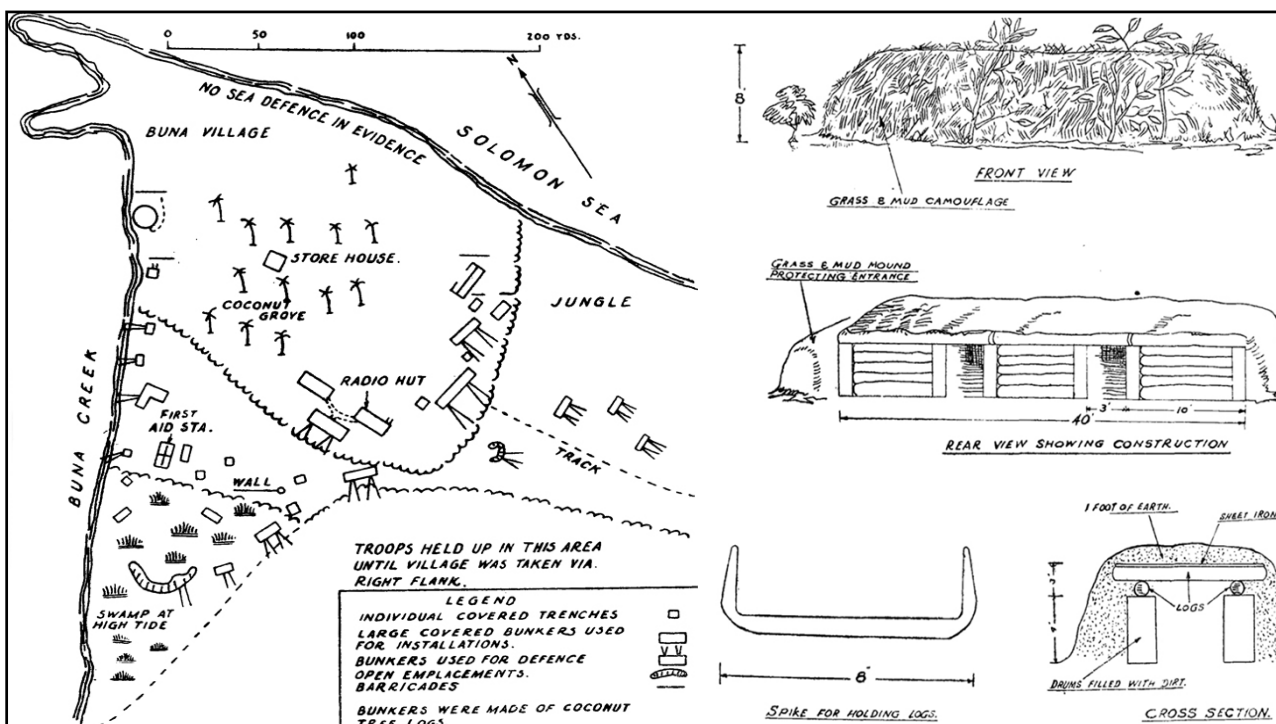 0 50 100 200 YDS.
N
NO SEA DEFENCE IN EVIDENCE
SOLOMON SEA
BUNA VILLAGE
STORE HOUSE.
COCONUT
GROVE
JUNGLE
RADIO HUT
BUNA CREEK
FIRST
AID STA.
TRACK
WALL
SWAMP AT
HIGH TIDE
TROOPS HELD UP IN THIS AREA
UNTIL VILLAGE WAS TAKEN VIA.
RIGHT FLANK.
LEGEND
INDIVIDUAL COVERED TRENCHES
LARGE COVERED BUNKERS USED
FOR INSTALLATIONS.
BUNKERS USED FOR DEFENCE
OPEN EMPLACEMENTS.
BARRICADES
BUNKERS WERE MADE OF COCONUT
TREE LOGS
8'
FRONT VIEW
GRASS & MUD CAMOUFLAGE
GRASS & MUD MOUND
PROTECTING ENTRANCE
3' 10'
40'
REAR VIEW SHOWING CONSTRUCTION
8"
SPIKE FOR HOLDING LOGS.
1 FOOT OF EARTH.
SHEET IRON
LOGS
4'
DRUMS FILLED WITH DIRT.
CROSS SECTION.